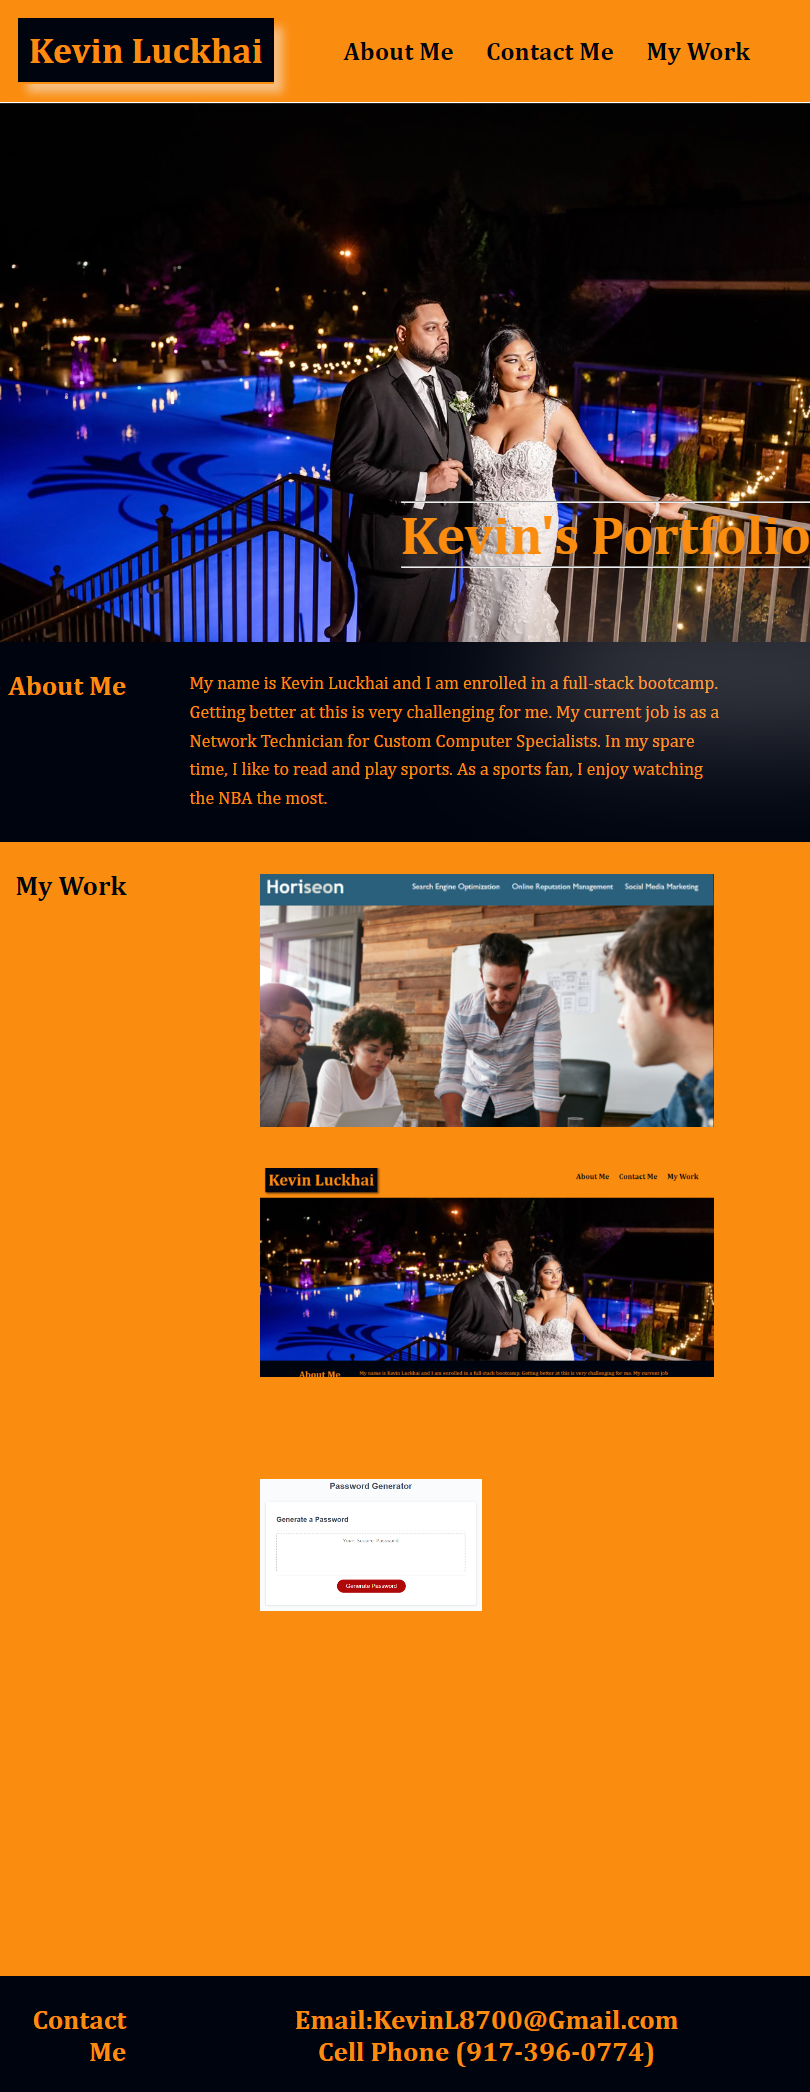 Kevin Luckhai
About Me Contact Me My Work
Kevin's Portfolio
About Me
My name is Kevin Luckhai and I am enrolled in a full-stack bootcamp.
Getting better at this is very challenging for me. My current job is as a
Network Technician for Custom Computer Specialists. In my spare
time, I like to read and play sports. As a sports fan, I enjoy watching
the NBA the most.
My Work
Horiseon
Search Engine Optimization Online Reputation Management Social Media Marketing
Kevin Luckhai
About Me Contact Me My Work
About Me
My name is Kevin Luckhai and I am enrolled in a full-stack bootcamp. Getting better at this is very challenging for me. My current job
Password Generator
Generate a Password
Your Secure Password
Generate Password
Contact
Me
Email:KevinL8700@Gmail.com
Cell Phone (917-396-0774)